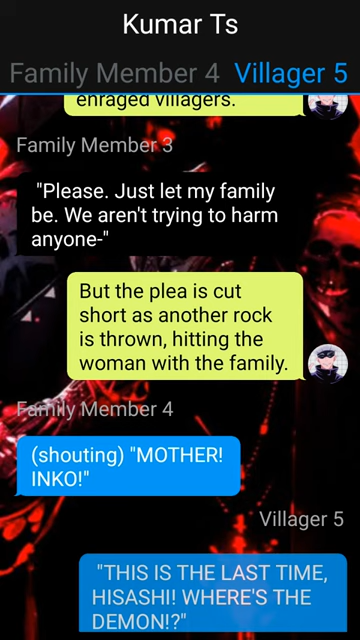 Kumar Ts
Family Member 4 Villager 5
enraged villagers.
Family Member 3
"Please. Just let my family
be. We aren't trying to harm
anyone-"
But the plea is cut
short as another rock
is thrown, hitting the
woman with the family.
Family Member 4
(shouting) "MOTHER!
INKO!"
Villager 5
"THIS IS THE LAST TIME,
HISASHI! WHERE'S THE
DEMON!?"